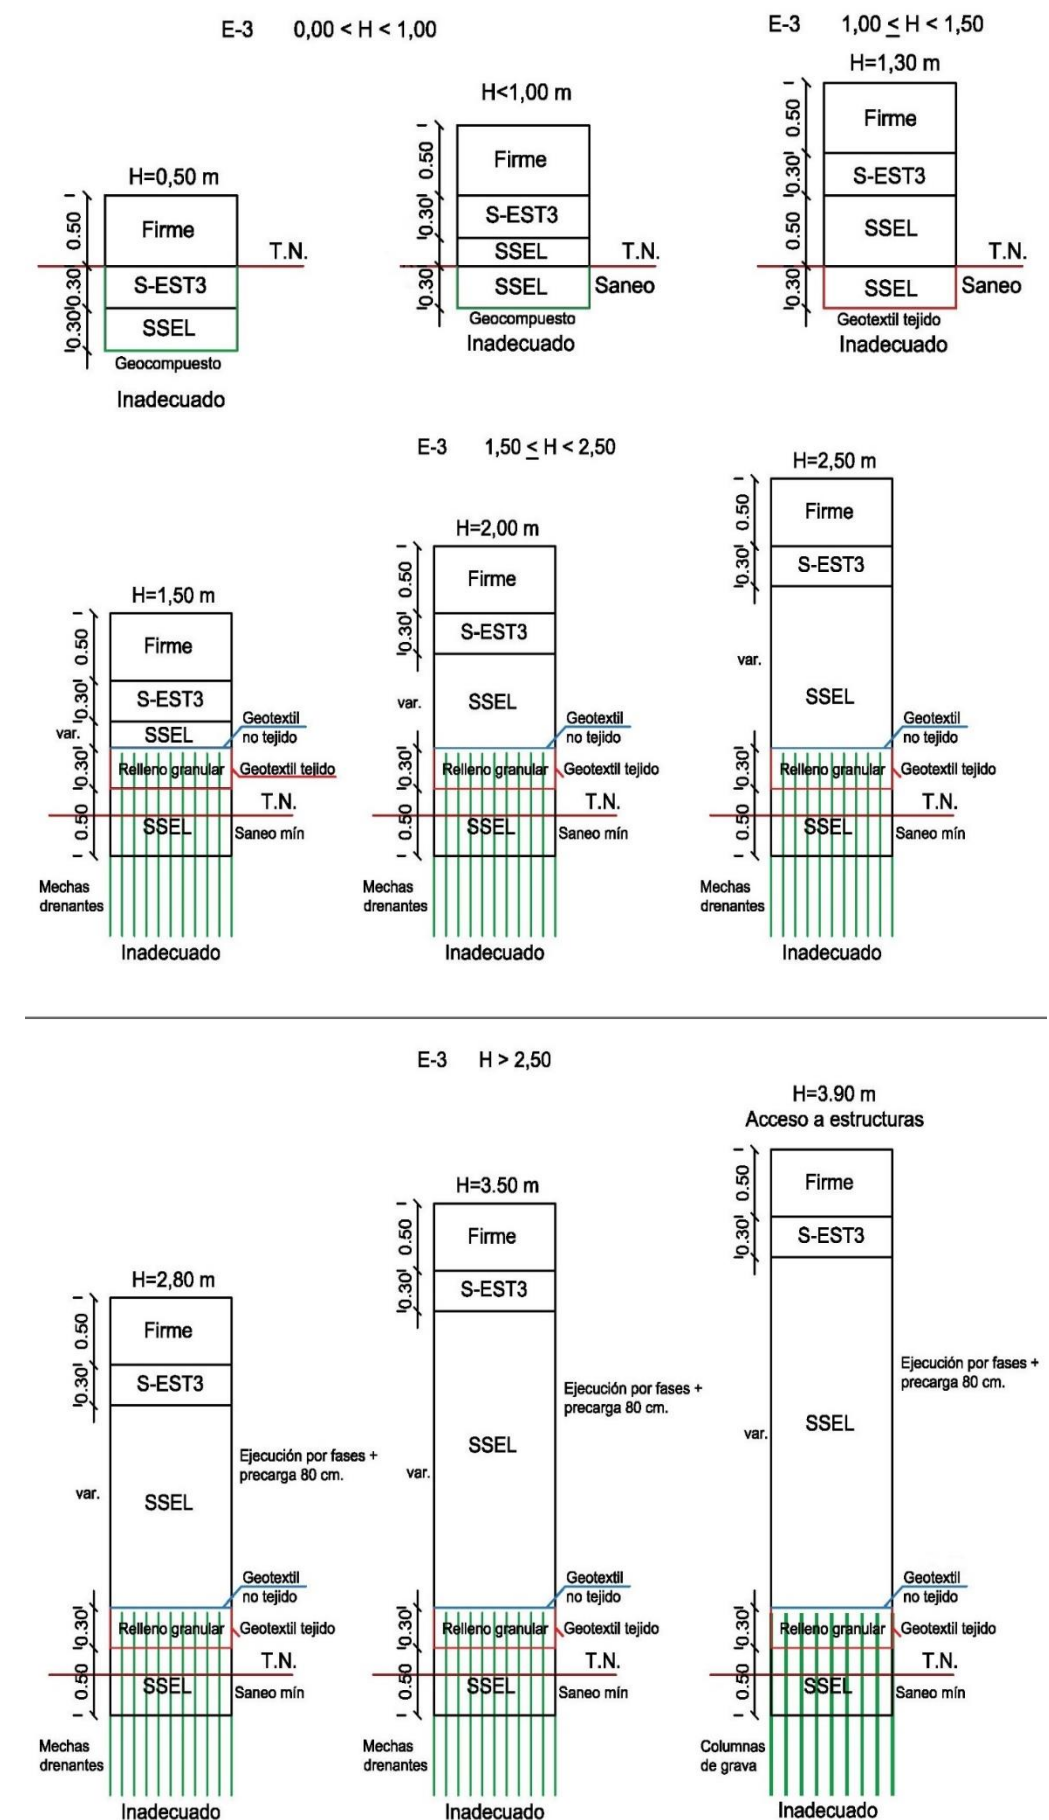 E-3 0,00 < H < 1,00
E-3 1,00 ≤ H < 1,50
H=0,50 m
0.50
Firme
T.N.
0.30
S-EST3
0.30
SSEL
Geocompuesto
Inadecuado
H<1,00 m
0.50
Firme
0.30
S-EST3
SSEL
T.N.
0.30
SSEL
Saneo
Geocompuesto
Inadecuado
H=1,30 m
0.50
Firme
0.30
S-EST3
0.50
SSEL
T.N.
0.30
SSEL
Saneo
Geotextil tejido
Inadecuado
E-3 1,50 ≤ H < 2,50
H=1,50 m
0.50
Firme
0.30
S-EST3
var.
SSEL
Geotextil
no tejido
0.30
Relleno granular
Geotextil tejido
T.N.
0.50
SSEL
Saneo mín
Mechas
drenantes
Inadecuado
H=2,00 m
0.50
Firme
0.30
S-EST3
var.
SSEL
Geotextil
no tejido
0.30
Relleno granular
Geotextil tejido
T.N.
0.50
SSEL
Saneo mín
Mechas
drenantes
Inadecuado
H=2,50 m
0.50
Firme
0.30
S-EST3
var.
SSEL
Geotextil
no tejido
0.30
Relleno granular
Geotextil tejido
T.N.
0.50
SSEL
Saneo mín
Mechas
drenantes
Inadecuado
E-3 H > 2,50
H=2,80 m
0.50
Firme
0.30
S-EST3
Ejecución por fases +
precarga 80 cm.
var.
SSEL
Geotextil
no tejido
0.30
Relleno granular
Geotextil tejido
T.N.
0.50
SSEL
Saneo mín
Mechas
drenantes
Inadecuado
H=3.50 m
0.50
Firme
0.30
S-EST3
Ejecución por fases +
precarga 80 cm.
SSEL
var.
Geotextil
no tejido
0.30
Relleno granular
Geotextil tejido
T.N.
0.50
SSEL
Saneo mín
Mechas
drenantes
Inadecuado
H=3.90 m
Acceso a estructuras
0.50
Firme
0.30
S-EST3
Ejecución por fases +
precarga 80 cm.
SSEL
var.
Geotextil
no tejido
0.30
Relleno granular
Geotextil tejido
T.N.
0.50
SSEL
Saneo mín
Columnas
de grava
Inadecuado